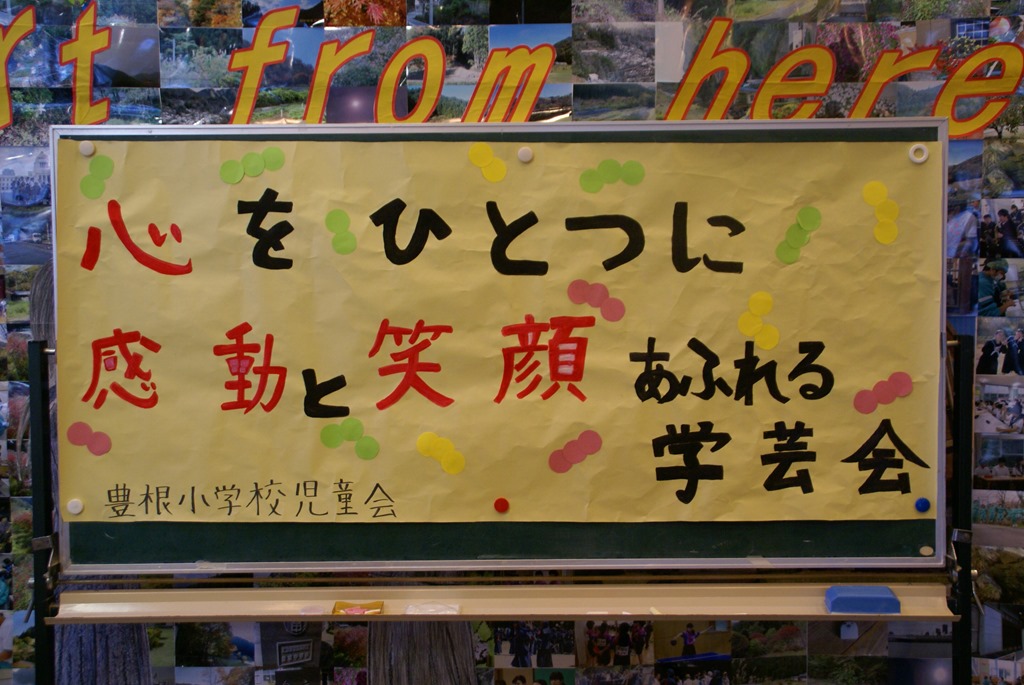 rt from here
心をひとつに
感動と笑顔あふれる
学芸会
豊根小学校児童会